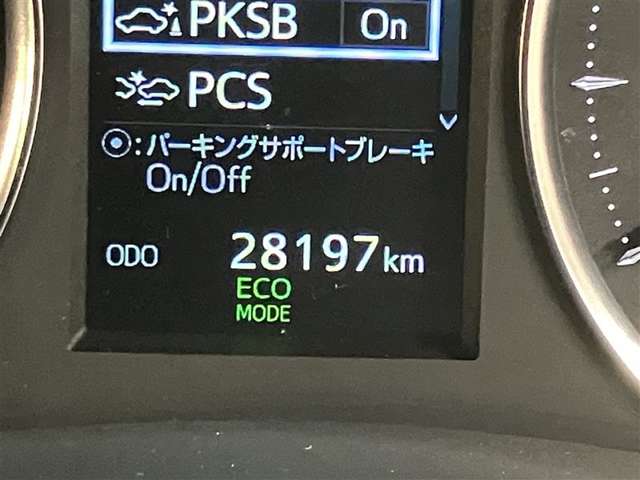 PKSB On
PCS
⦿:パーキングサポートブレーキ
On/Off
ODO 28197km
ECO
MODE